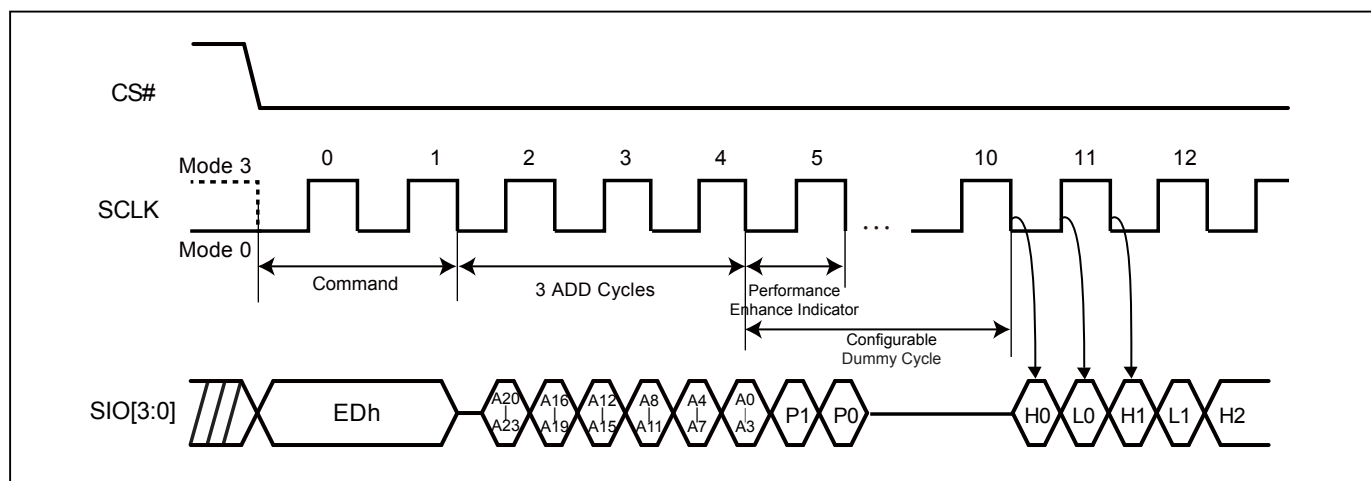 CS#
0 1 2 3 4 5 10 11 12
Mode 3
SCLK
Mode 0
...
Command
3 ADD Cycles
Performance
Enhance Indicator
Configurable
Dummy Cycle
SIO[3:0]
EDh
A20 | A23
A16 | A19
A12 | A15
A8 | A11
A4 | A7
A0 | A3
P1
P0
H0
L0
H1
L1
H2